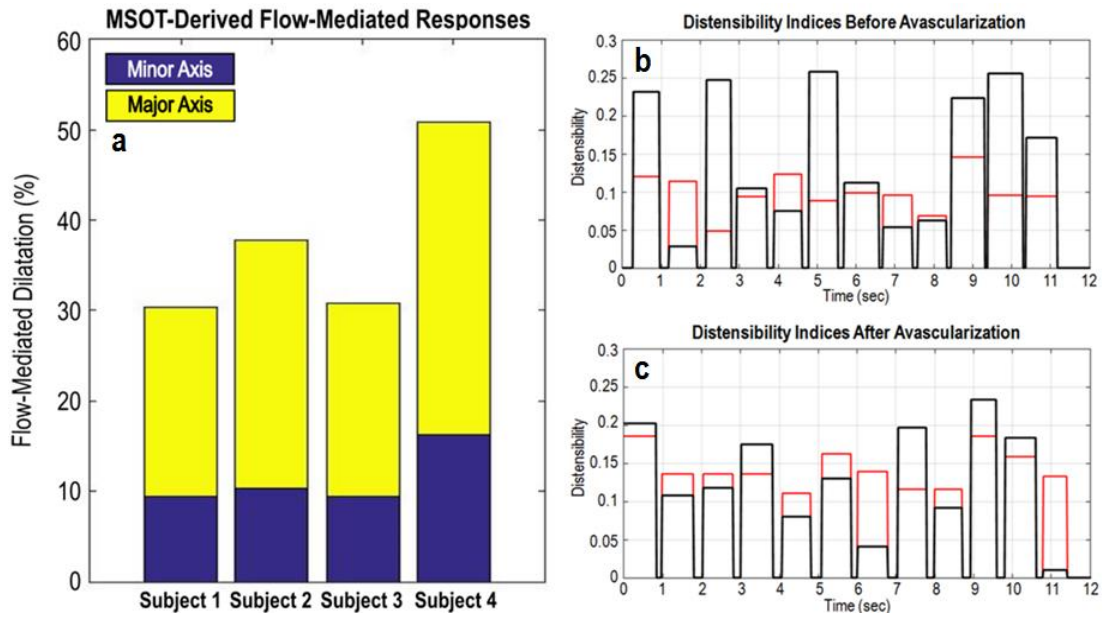 MSOT-Derived Flow-Mediated Responses
60
50
40
30
20
10
0
Flow-Mediated Dilatation (%)
Minor Axis
Major Axis
a
Subject 1 Subject 2 Subject 3 Subject 4
Distensibility Indices Before Avascularization
b
0.3
0.25
0.2
0.15
0.1
0.05
0
Distensibility
0 1 2 3 4 5 6 7 8 9 10 11 12
Time (sec)
Distensibility Indices After Avascularization
c
0.3
0.25
0.2
0.15
0.1
0.05
0
Distensibility
0 1 2 3 4 5 6 7 8 9 10 11 12
Time (sec)